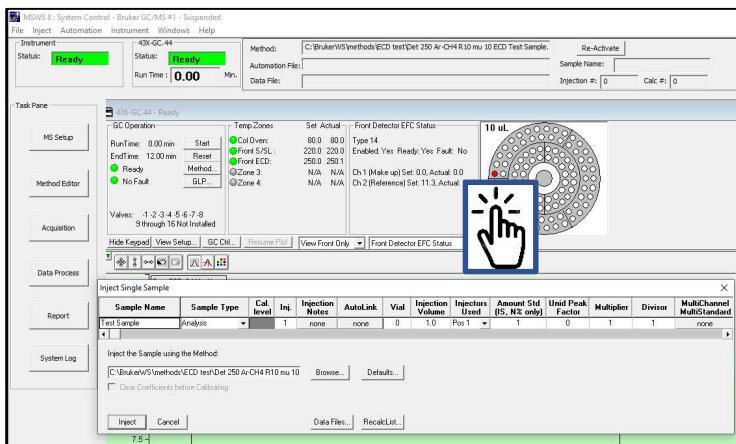 MSWS 8 : System Control - Bruker GC/MS #1 - Suspended
File Inject Automation Instrument Windows Help
Instrument
Status: Ready
43X-GC.44
Status: Ready
Run Time : 0.00 Min.
Method: C:\BrukerWS\methods\ECD test\Det 250 Ar-CH4 R10 mu 10 ECD Test Sample.
Automation File:
Data File:
Re-Activate
Sample Name:
Injection #: 0 Calc #: 0
Task Pane
MS Setup
Method Editor
Acquisition
Data Process
Report
System Log
436-GC.44 - Ready
GC Operation
RunTime: 0.00 min Start
EndTime: 12.00 min Reset
Ready Method...
No Fault GLP...
Valves: -1 -2 -3 -4 -5 -6 -7 -8
9 through 16 Not Installed
Temp Zones Set Actual
Col Oven: 80.0 80.0
Front S/SL : 220.0 220.0
Front ECD: 250.0 250.1
Zone 3: N/A N/A
Zone 4: N/A N/A
Front Detector EFC Status
Type 14
Enabled: Yes Ready: Yes Fault: No
Ch 1 (Make up) Set: 0.0, Actual: 0.0
Ch 2 (Reference) Set: 11.3, Actual:
10 uL
Hide Keypad View Setup... GC Ctrl... Resume Plot View Front Only Front Detector EFC Status
Inject Single Sample
Sample Name Sample Type Cal. level Inj. Injection Notes AutoLink Vial Injection Volume Injectors Used Amount Std (IS, N% only) Unid Peak Factor Multiplier Divisor MultiChannel MultiStandard
Test Sample Analysis 1 none none 0 1.0 Pos 1 1 0 1 1 none
Inject the Sample using the Method:
C:\BrukerWS\methods\ECD test\Det 250 Ar-CH4 R10 mu 10 Browse... Defaults...
Clear Coefficients before Calibrating
Inject Cancel Data Files... RecalcList...
7.5